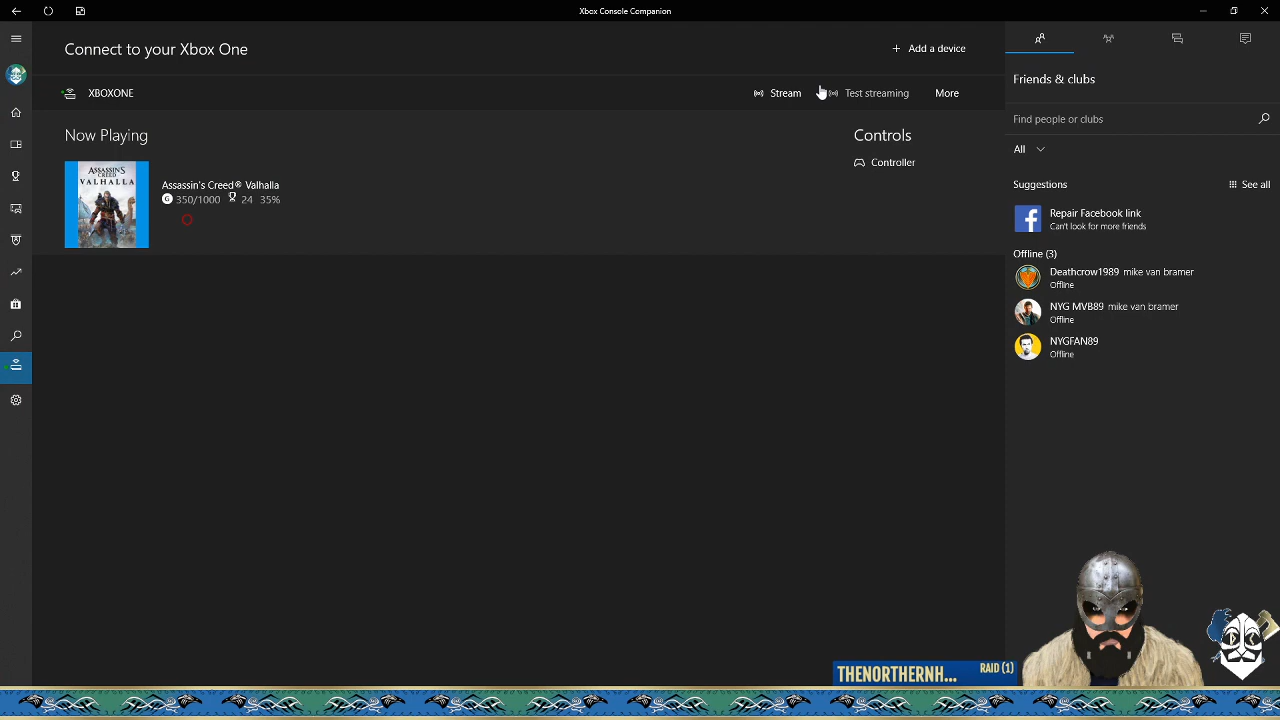 Xbox Console Companion
Connect to your Xbox One
+ Add a device
XBOXONE
Stream
Test streaming
More
Now Playing
Controls
Controller
ASSASSIN'S
CREED
VALHALLA
Assassin's Creed® Valhalla
G 350/1000 24 35%
Friends & clubs
Find people or clubs
All
Suggestions
See all
Repair Facebook link
Can't look for more friends
Offline (3)
Deathcrow1989 mike van bramer
Offline
NYG MVB89 mike van bramer
Offline
NYGFAN89
Offline
THENORTHERNH...
RAID (1)